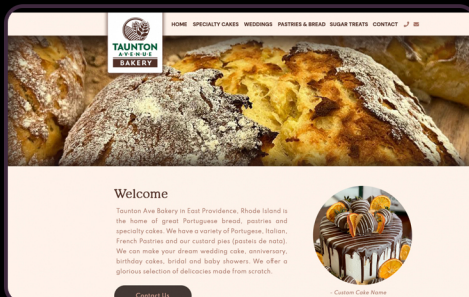 HOME SPECIALTY CAKES WEDDINGS PASTRIES & BREAD SUGAR TREATS CONTACT
TAUNTON
A·V·E·N·U·E
BAKERY
Welcome
Taunton Ave Bakery in East Providence, Rhode Island is
the home of great Portuguese bread, pastries and
specialty cakes. We have a variety of Portuguese, Italian,
French Pastries and our custard pies (pasteis de nata).
We can make your dream wedding cake, anniversary,
birthday cakes, bridal and baby showers. We offer a
glorious selection of delicacies made from scratch.
Contact Us
- Custom Cake Name